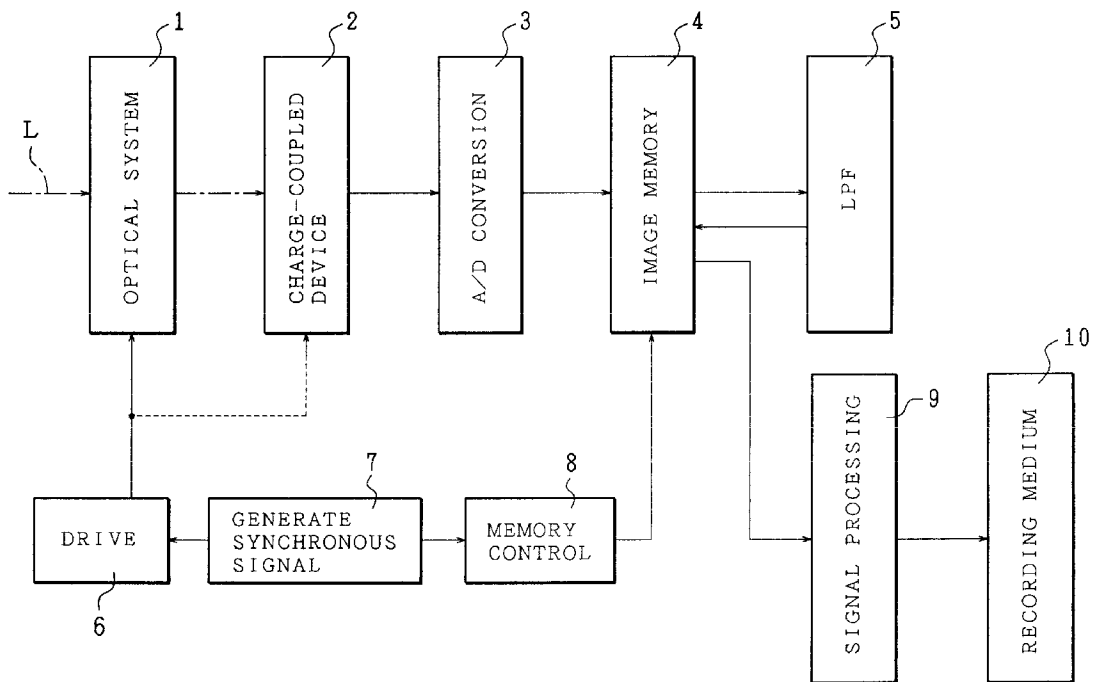 1
2
3
4
5
L
OPTICAL SYSTEM
CHARGE-COUPLED
DEVICE
A/D CONVERSION
IMAGE MEMORY
LPF
10
9
7
8
DRIVE
GENERATE
SYNCHRONOUS
SIGNAL
MEMORY
CONTROL
SIGNAL PROCESSING
RECORDING MEDIUM
6